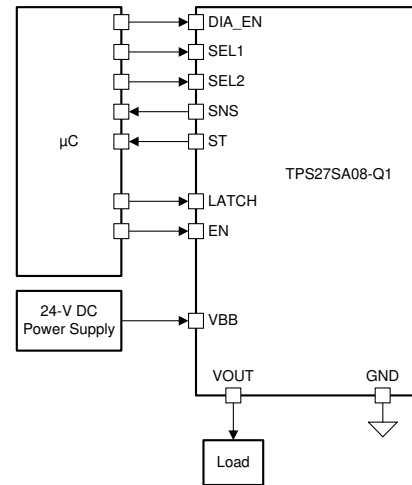 DIA_EN
SEL1
SEL2
SNS
ST
µC
TPS27SA08-Q1
LATCH
EN
24-V DC
Power Supply
VBB
VOUT
GND
Load